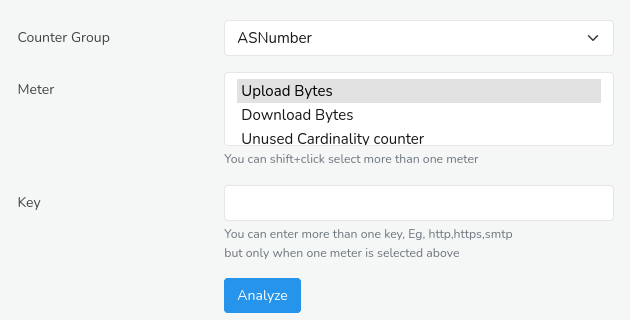 Counter Group
ASNumber
Meter
Upload Bytes
Download Bytes
Unused Cardinality counter
You can shift+click select more than one meter
Key
You can enter more than one key, Eg, http,https,smtp
but only when one meter is selected above
Analyze